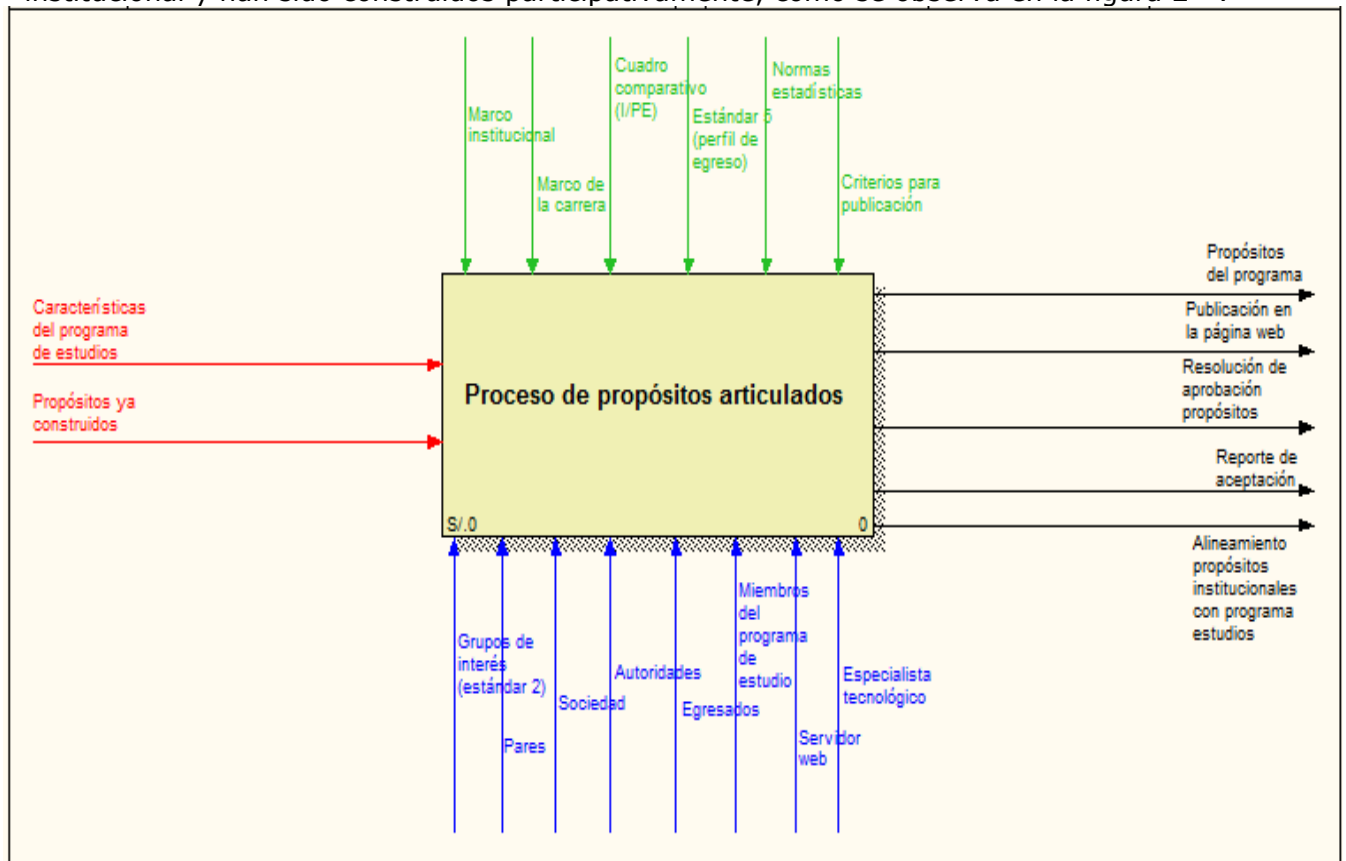 institucional y han sido construidos participativamente, como se observa en la figura
Cuadro
comparativo
(I/PE)
Normas
estadísticas
Marco
institucional
Estándar 5
(perfil de
egreso)
Marco de
la carrera
Criterios para
publicación
Propósitos
del programa
Características
del programa
de estudios
Publicación en
la página web
Resolución de
aprobación
propósitos
Propósitos ya
construidos
Proceso de propósitos articulados
Reporte de
aceptación
S/.0
0
Alineamiento
propósitos
institucionales
con programa
estudios
Miembros
del
programa
de
estudio
Grupos de
interés
(estándar 2)
Autoridades
Especialista
tecnológico
Sociedad
Egresados
Pares
Servidor
web